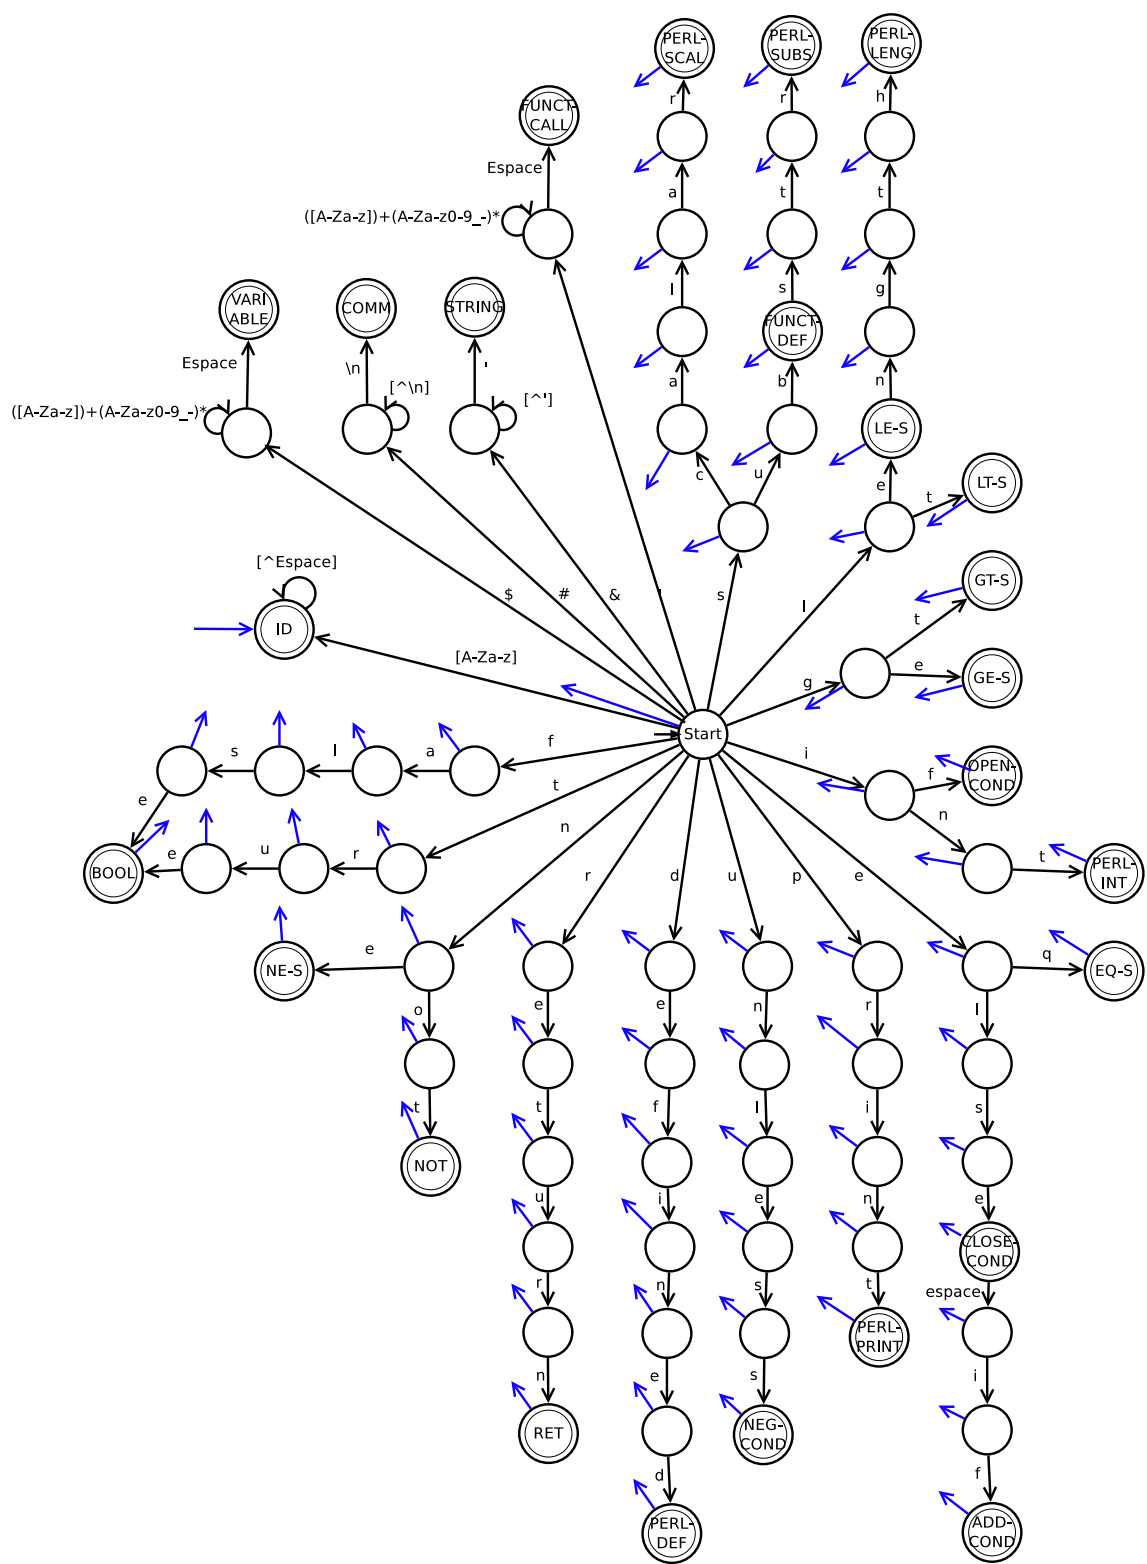 PERL-
SCAL
PERL-
SUBS
PERL-
LENG
r
r
h
FUNCT-
CALL
Espace
a
t
t
([A-Za-z])+(A-Za-z0-9_-)*
l
s
g
VARI
ABLE
COMM
STRING
FUNCT-
DEF
Espace
\n
'
a
b
n
[^\n]
[^']
([A-Za-z])+(A-Za-z0-9_-)*
LE-S
c
u
e
t
LT-S
[^Espace]
$
#
&
'
s
l
GT-S
t
ID
[A-Za-z]
g
e
GE-S
Start
f
i
s
l
a
OPEN-
COND
f
e
t
n
e
u
r
n
BOOL
r
d
u
p
e
t
PERL-
INT
NE-S
e
q
EQ-S
o
e
e
n
r
l
t
t
f
l
i
s
NOT
u
i
e
n
e
CLOSE-
COND
r
n
s
t
espace
PERL-
PRINT
n
e
s
i
RET
NEG-
COND
d
f
PERL-
DEF
ADD-
COND